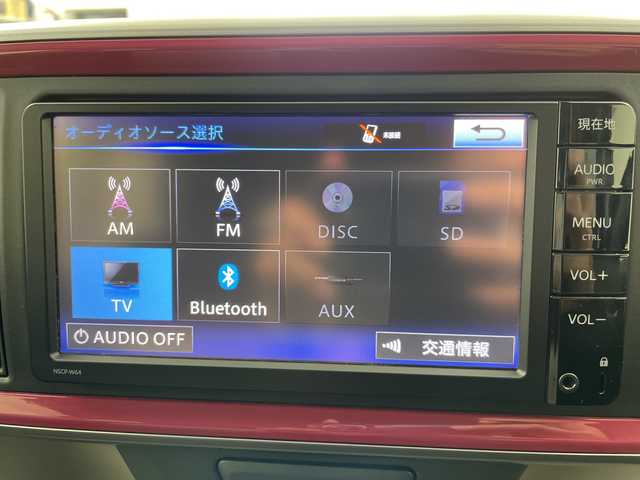 オーディオソース選択
未接続
現在地
AUDIO
PWR
AM
FM
DISC
SD
MENU
CTRL
TV
Bluetooth
AUX
VOL+
AUDIO OFF
交通情報
VOL−
NSCP-W64